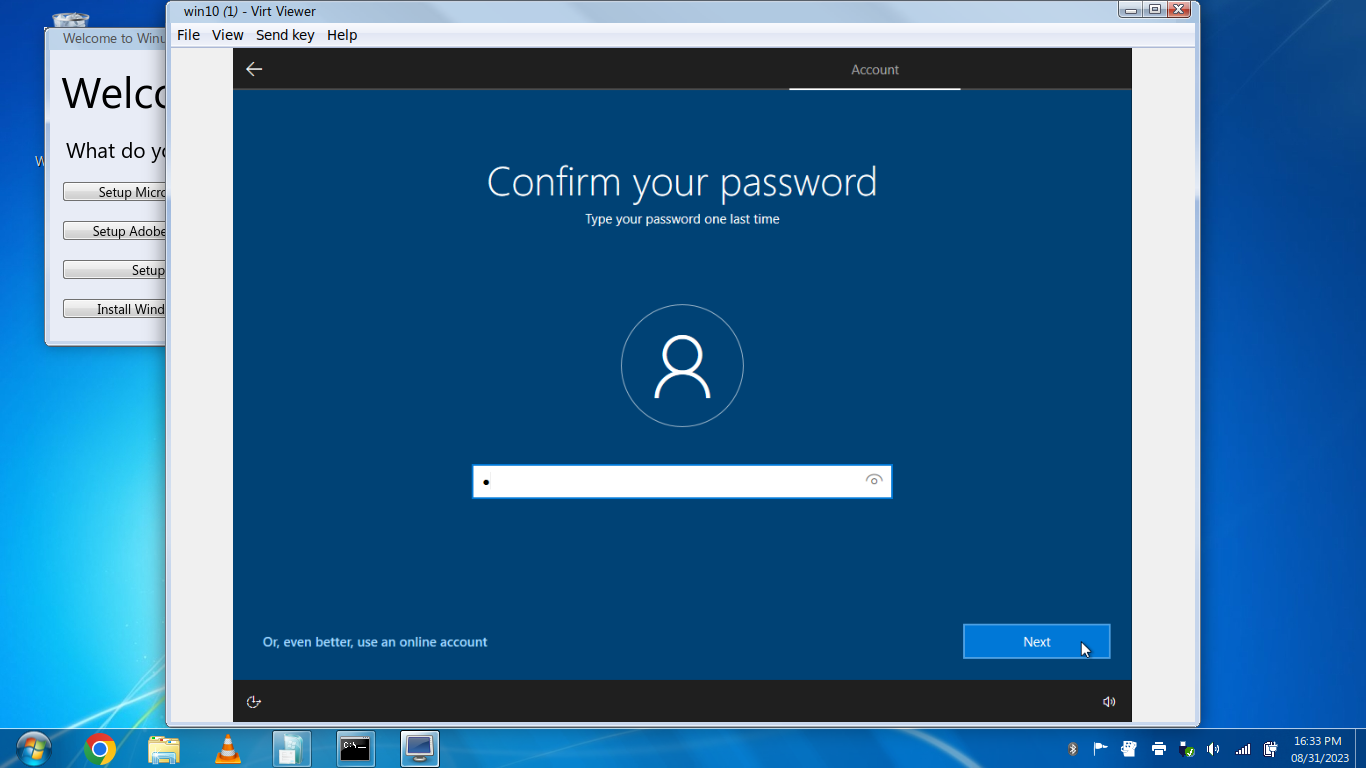 win10 (1) - Virt Viewer
File View Send key Help
Welcome to Winu
Welco
What do yo
Setup Micro
Setup Adobe
Setup
Install Wind
W
Account
Confirm your password
Type your password one last time
Or, even better, use an online account
Next
C:\._
16:33 PM
08/31/2023